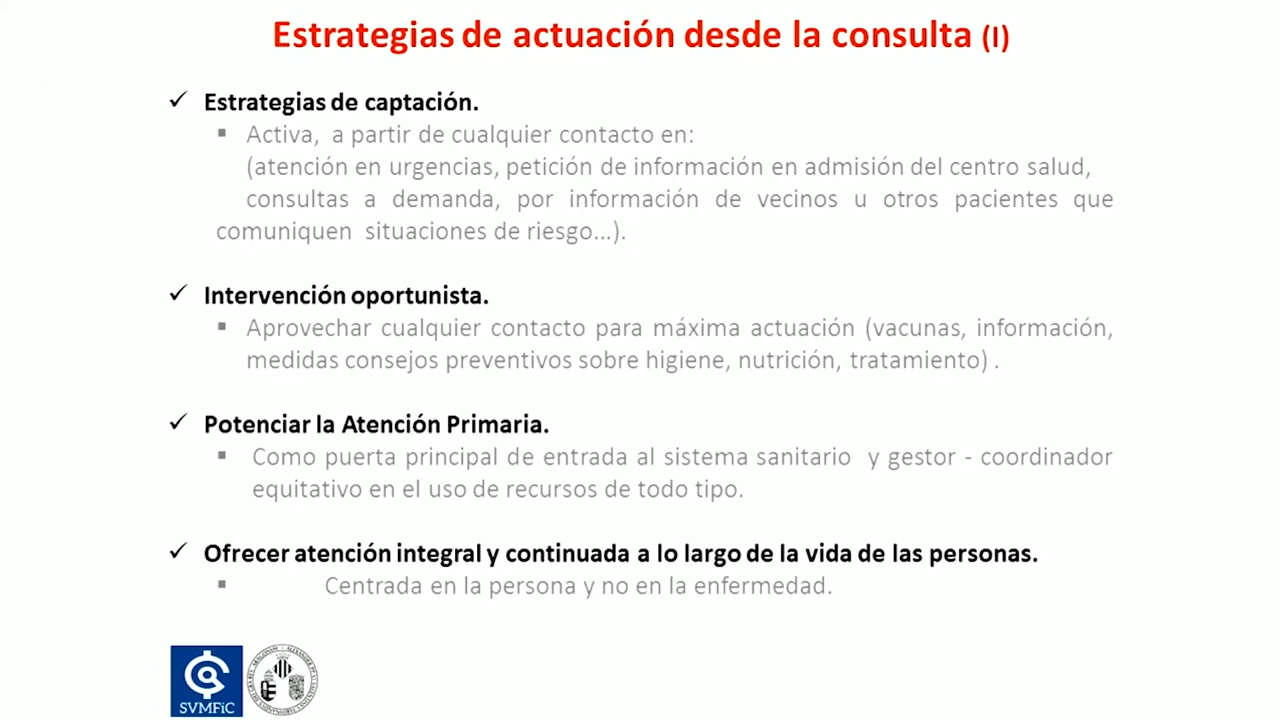 Estrategias de actuación desde la consulta (I)
✓ Estrategias de captación.
▪ Activa, a partir de cualquier contacto en:
(atención en urgencias, petición de información en admisión del centro salud,
consultas a demanda, por información de vecinos u otros pacientes que
comuniquen situaciones de riesgo...).
✓ Intervención oportunista.
▪ Aprovechar cualquier contacto para máxima actuación (vacunas, información,
medidas consejos preventivos sobre higiene, nutrición, tratamiento) .
✓ Potenciar la Atención Primaria.
▪ Como puerta principal de entrada al sistema sanitario y gestor - coordinador
equitativo en el uso de recursos de todo tipo.
✓ Ofrecer atención integral y continuada a lo largo de la vida de las personas.
▪ Centrada en la persona y no en la enfermedad.
SVMFiC